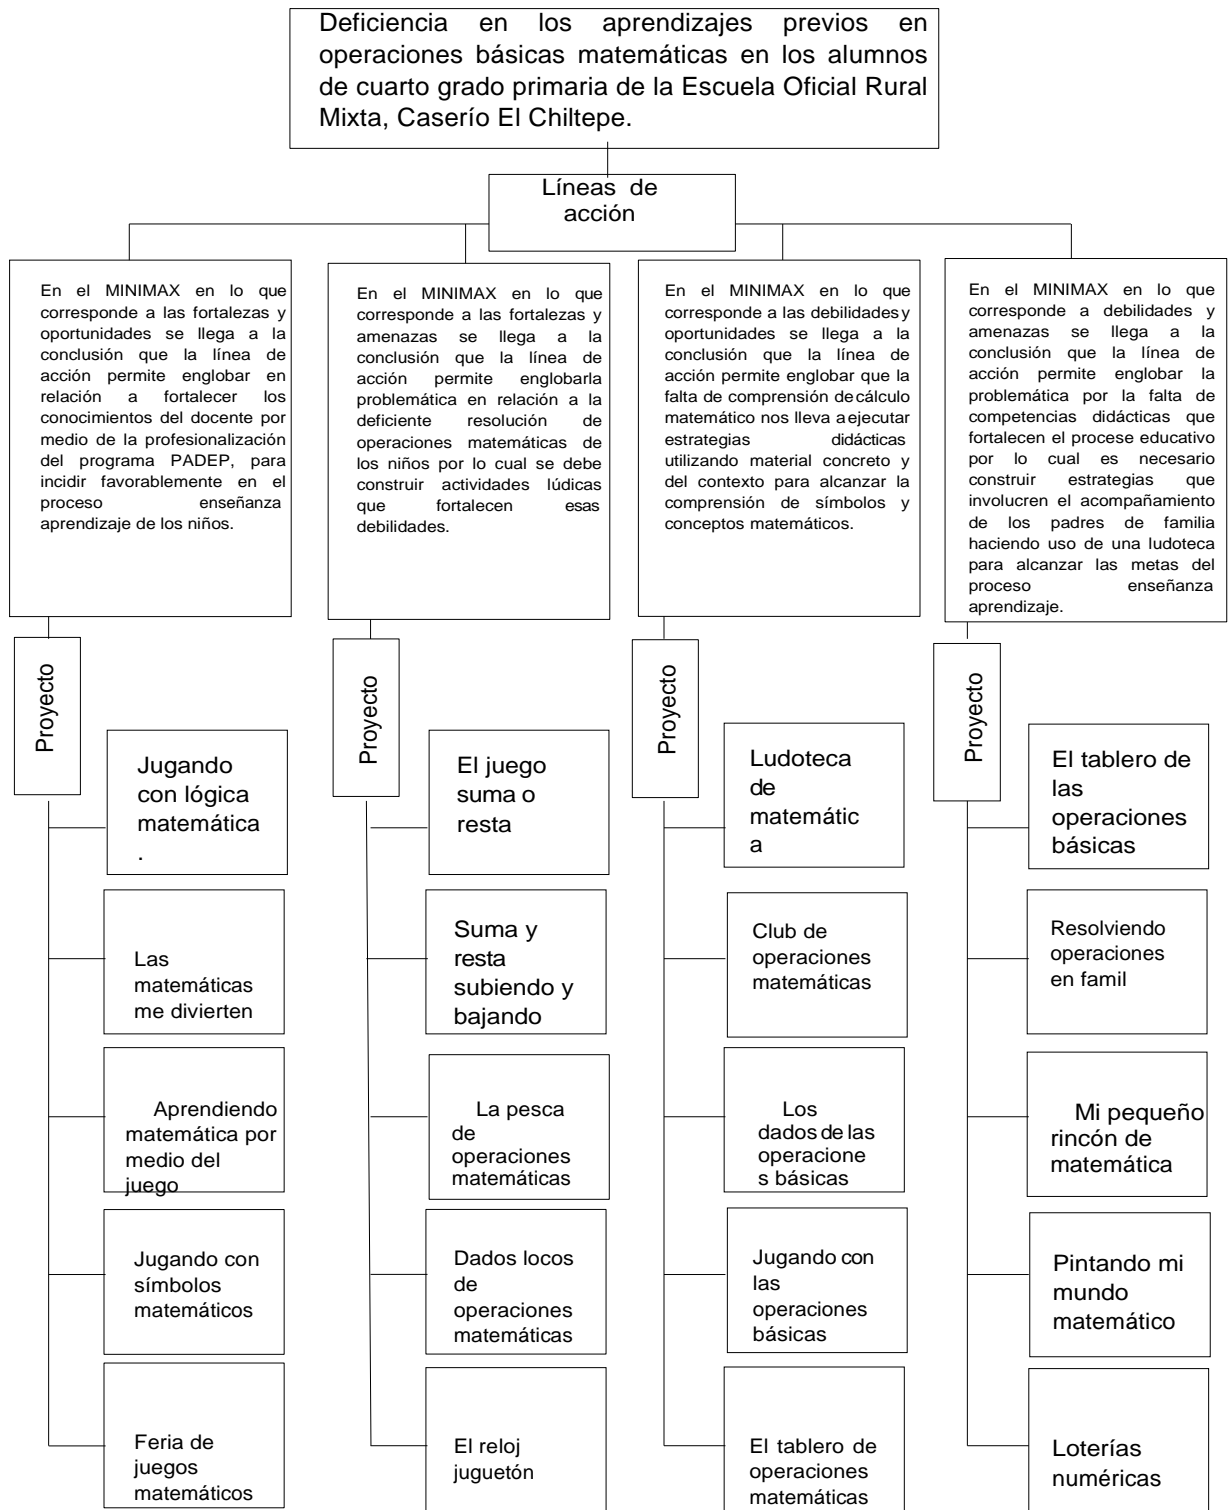 Deficiencia en los aprendizajes previos en
operaciones básicas matemáticas en los alumnos
de cuarto grado primaria de la Escuela Oficial Rural
Mixta, Caserío El Chiltepe.
Líneas de
acción
En el MINIMAX en lo que
corresponde a las fortalezas y
oportunidades se llega a la
conclusión que la línea de
acción permite englobar en
relación a fortalecer los
conocimientos del docente por
medio de la profesionalización
del programa PADEP, para
incidir favorablemente en el
proceso enseñanza
aprendizaje de los niños.
En el MINIMAX en lo que
corresponde a las fortalezas y
amenazas se llega a la
conclusión que la línea de
acción permite englobarla
problemática en relación a la
deficiente resolución de
operaciones matemáticas de
los niños por lo cual se debe
construir actividades lúdicas
que fortalecen esas
debilidades.
En el MINIMAX en lo que
corresponde a las debilidades y
oportunidades se llega a la
conclusión que la línea de
acción permite englobar que la
falta de comprensión de cálculo
matemático nos lleva a ejecutar
estrategias didácticas
utilizando material concreto y
del contexto para alcanzar la
comprensión de símbolos y
conceptos matemáticos.
En el MINIMAX en lo que
corresponde a debilidades y
amenazas se llega a la
conclusión que la línea de
acción permite englobar la
problemática por la falta de
competencias didácticas que
fortalecen el procese educativo
por lo cual es necesario
construir estrategias que
involucren el acompañamiento
de los padres de familia
haciendo uso de una ludoteca
para alcanzar las metas del
proceso enseñanza
aprendizaje.
Proyecto
Jugando
con lógica
matemática
.
Las
matemáticas
me divierten
Aprendiendo
matemática por
medio del
juego
Jugando con
símbolos
matemáticos
Feria de
juegos
matemáticos
Proyecto
El juego
suma o
resta
Suma y
resta
subiendo y
bajando
La pesca
de
operaciones
matemáticas
Dados locos
de
operaciones
matemáticas
El reloj
juguetón
Proyecto
Ludoteca
de
matemátic
a
Club de
operaciones
matemáticas
Los
dados de las
operacione
s básicas
Jugando con
las
operaciones
básicas
El tablero de
operaciones
matemáticas
Proyecto
El tablero de
las
operaciones
básicas
Resolviendo
operaciones
en famil
Mi pequeño
rincón de
matemática
Pintando mi
mundo
matemático
Loterías
numéricas